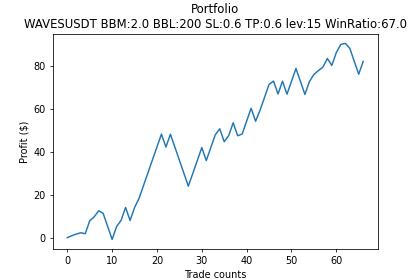 Portfolio
WAVESUSDT BBM:2.0 BBL:200 SL:0.6 TP:0.6 lev:15 WinRatio:67.0
80
60
40
20
0
Profit ($)
0 10 20 30 40 50 60
Trade counts